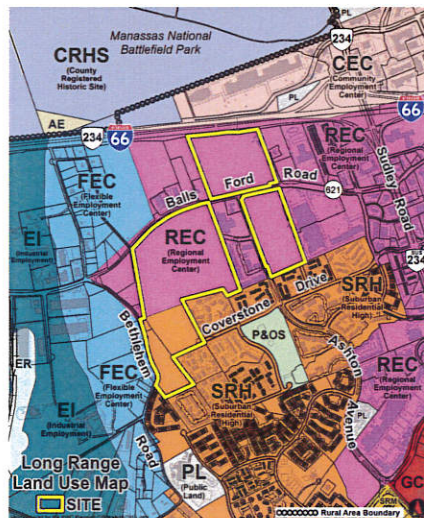 Manassas National
Battlefield Park
PL
234
CRHS
(County
Registered
Historic Site)
CEC
(Community
Employment
Center)
PL
AE
234
66
66
FEC
(Flexible
Employment
Center)
REC
(Regional
Employment
Center)
Sudley Road
Balls Ford Road
621
EI
(Industrial
Employment)
REC
(Regional
Employment
Center)
234
SRH
(Suburban
Residential
High)
Coverstone Drive
Bethlehem Road
P&OS
ER
FEC
(Flexible
Employment
Center)
Ashton Avenue
REC
(Regional
Employment
Center)
SRH
(Suburban
Residential
High)
EI
(Industrial
Employment)
PL
PL
(Public
Land)
GC
SRM
Long Range
Land Use Map
SITE
Rural Area Boundary